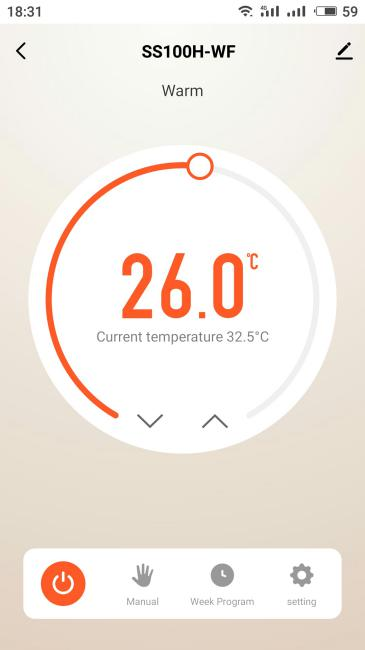 18:31
4G
59
SS100H-WF
Warm
26.0°C
Current temperature 32.5°C
Manual
Week Program
setting